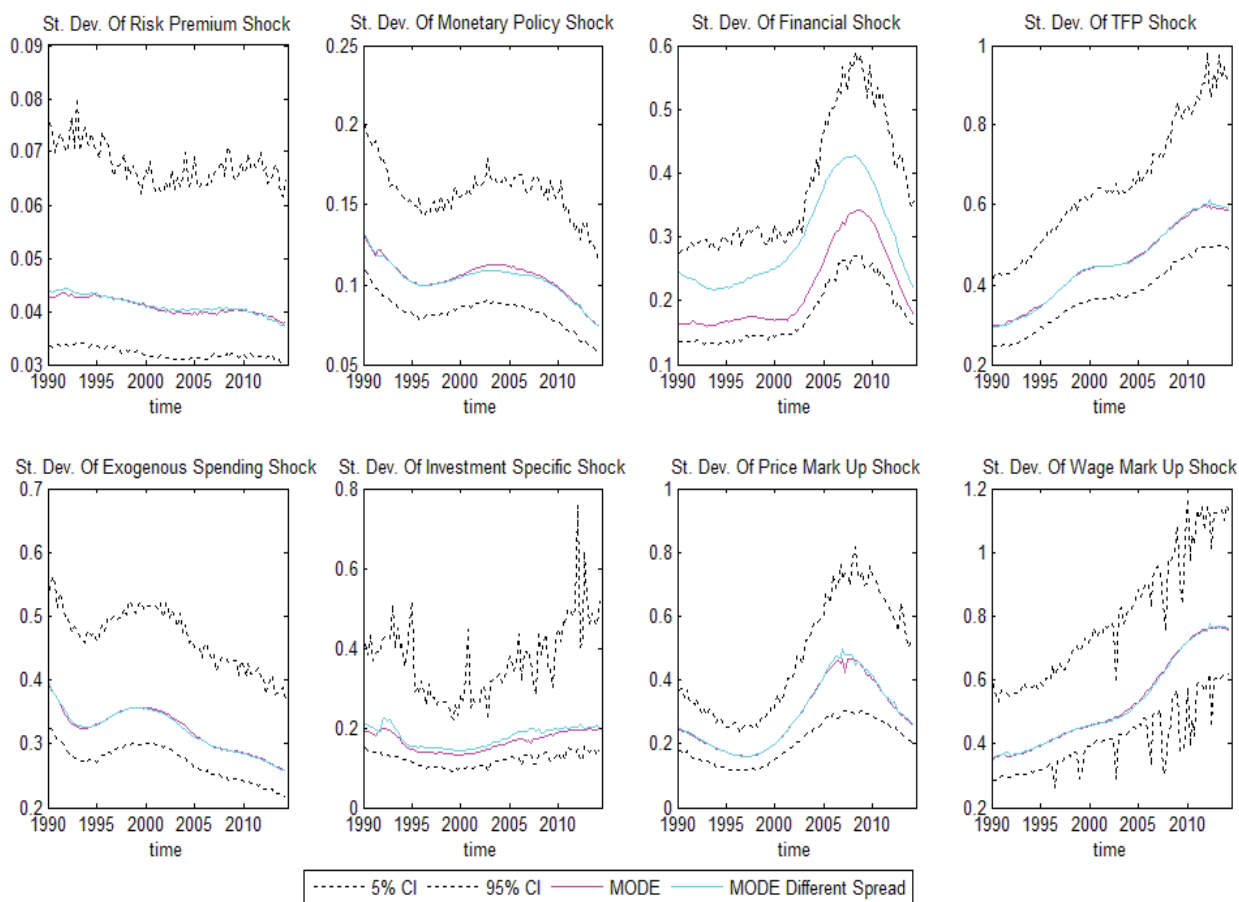 St. Dev. Of Risk Premium Shock
0.09
0.08
0.07
0.06
0.05
0.04
0.03
1990 1995 2000 2005 2010
time
St. Dev. Of Monetary Policy Shock
0.25
0.2
0.15
0.1
0.05
1990 1995 2000 2005 2010
time
St. Dev. Of Financial Shock
0.6
0.5
0.4
0.3
0.2
0.1
1990 1995 2000 2005 2010
time
St. Dev. Of TFP Shock
1
0.8
0.6
0.4
0.2
1990 1995 2000 2005 2010
time
St. Dev. Of Exogenous Spending Shock
0.7
0.6
0.5
0.4
0.3
0.2
1990 1995 2000 2005 2010
time
St. Dev. Of Investment Specific Shock
0.8
0.6
0.4
0.2
0
1990 1995 2000 2005 2010
time
St. Dev. Of Price Mark Up Shock
1
0.8
0.6
0.4
0.2
0
1990 1995 2000 2005 2010
time
St. Dev. Of Wage Mark Up Shock
1.2
1
0.8
0.6
0.4
0.2
1990 1995 2000 2005 2010
time
5% CI 95% CI MODE MODE Different Spread